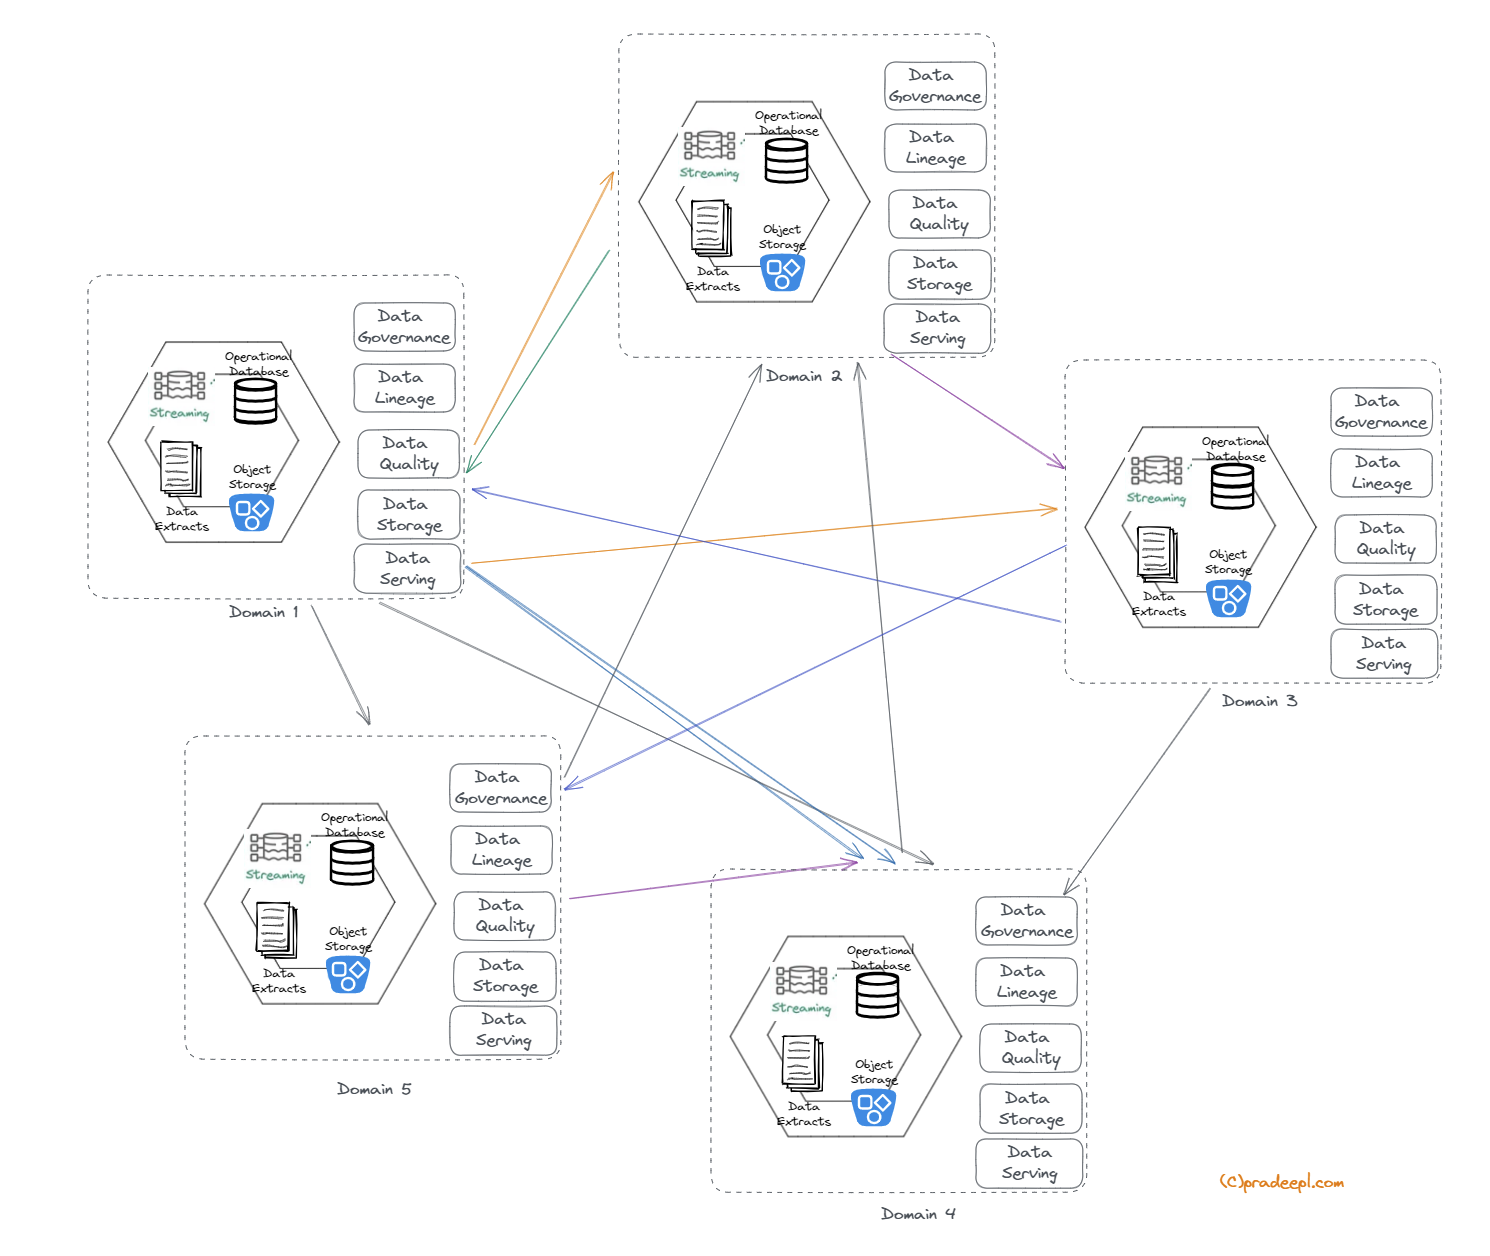 Data
Governance
Operational
Database
Data
Lineage
Streaming
Data
Quality
Object
Storage
Data
Storage
Data
Extracts
Data
Serving
Domain 2
Data
Governance
Operational
Database
Data
Lineage
Streaming
Data
Quality
Object
Storage
Data
Storage
Data
Extracts
Data
Serving
Domain 1
Data
Governance
Operational
Database
Data
Lineage
Streaming
Data
Quality
Object
Storage
Data
Storage
Data
Extracts
Data
Serving
Domain 3
Data
Governance
Operational
Database
Data
Lineage
Streaming
Data
Quality
Object
Storage
Data
Storage
Data
Extracts
Data
Serving
Domain 5
Data
Governance
Operational
Database
Data
Lineage
Streaming
Data
Quality
Object
Storage
Data
Storage
Data
Extracts
Data
Serving
Domain 4
(C)pradeepl.com